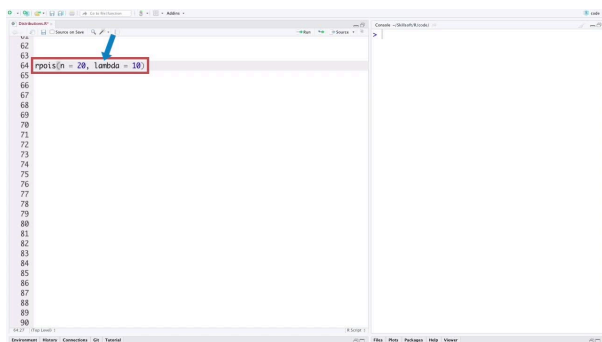 Go to file/function
Addins
code
Distributions.R*
Source on Save
Run
Source
Console ~/Skillsoft/R(code)/
>
62
63
64 rpois(n = 20, lambda = 10)
65
66
67
68
69
70
71
72
73
74
75
76
77
78
79
80
81
82
83
84
85
86
87
88
89
90
64:27 (Top Level)
R Script
Environment History Connections Git Tutorial
Files Plots Packages Help Viewer